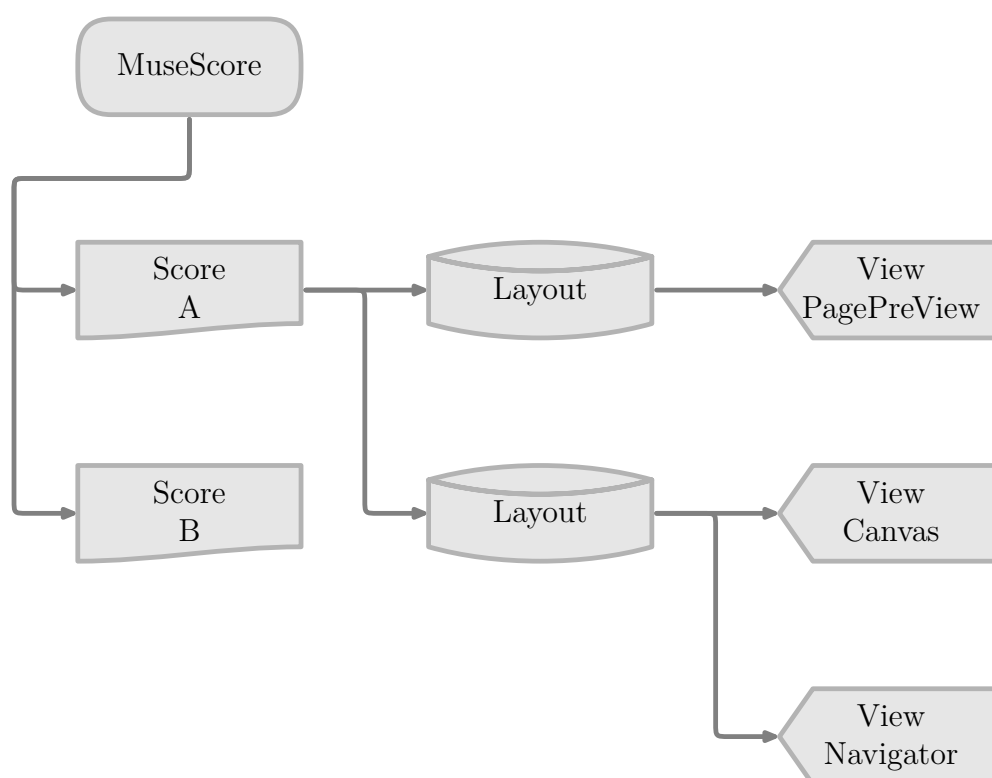 MuseScore
Score
A
Layout
View
PagePreView
Score
B
Layout
View
Canvas
View
Navigator